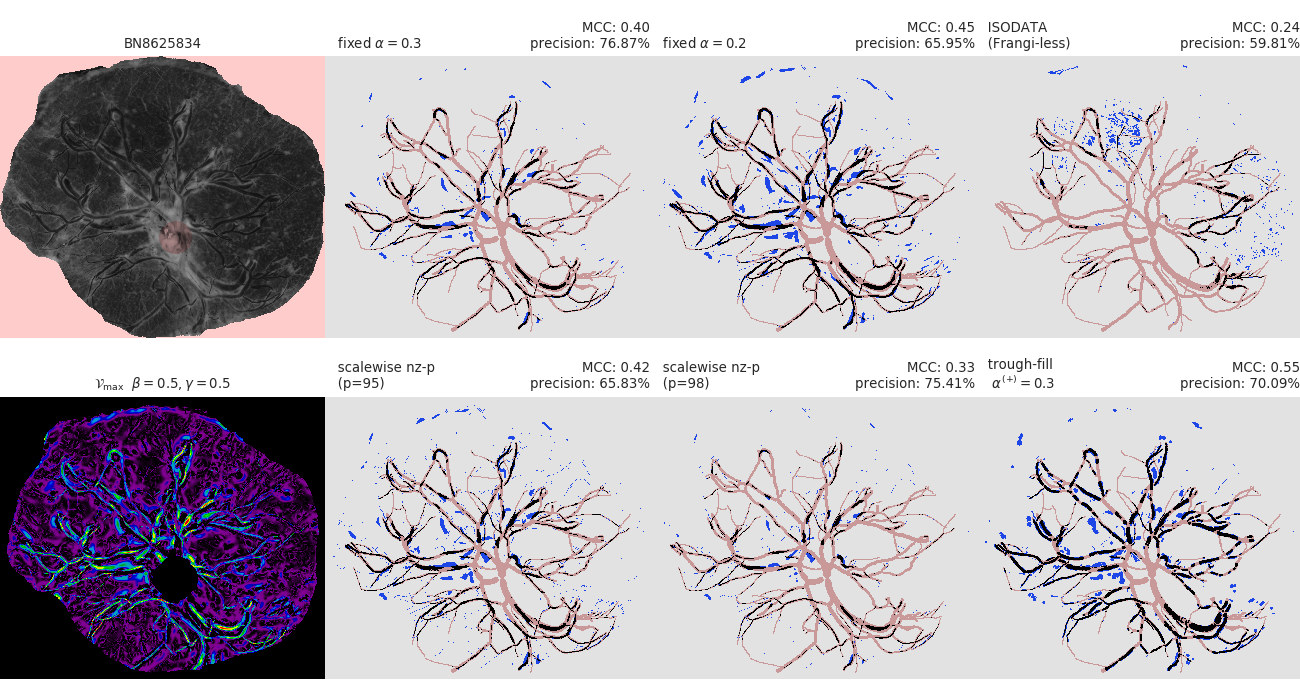 BN8625834
fixed α = 0.3
MCC: 0.40
precision: 76.87%
fixed α = 0.2
MCC: 0.45
precision: 65.95%
ISODATA
(Frangi-less)
MCC: 0.24
precision: 59.81%
𝒱max β = 0.5, γ = 0.5
scalewise nz-p
(p=95)
MCC: 0.42
precision: 65.83%
scalewise nz-p
(p=98)
MCC: 0.33
precision: 75.41%
trough-fill
α(+) = 0.3
MCC: 0.55
precision: 70.09%